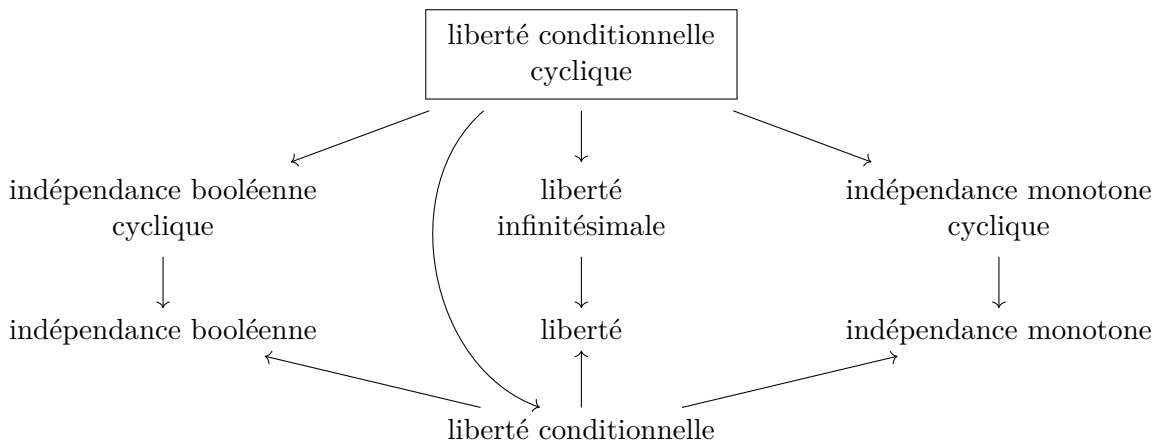 liberté conditionnelle
cyclique
indépendance booléenne
cyclique
liberté
infinitésimale
indépendance monotone
cyclique
indépendance booléenne
liberté
indépendance monotone
liberté conditionnelle